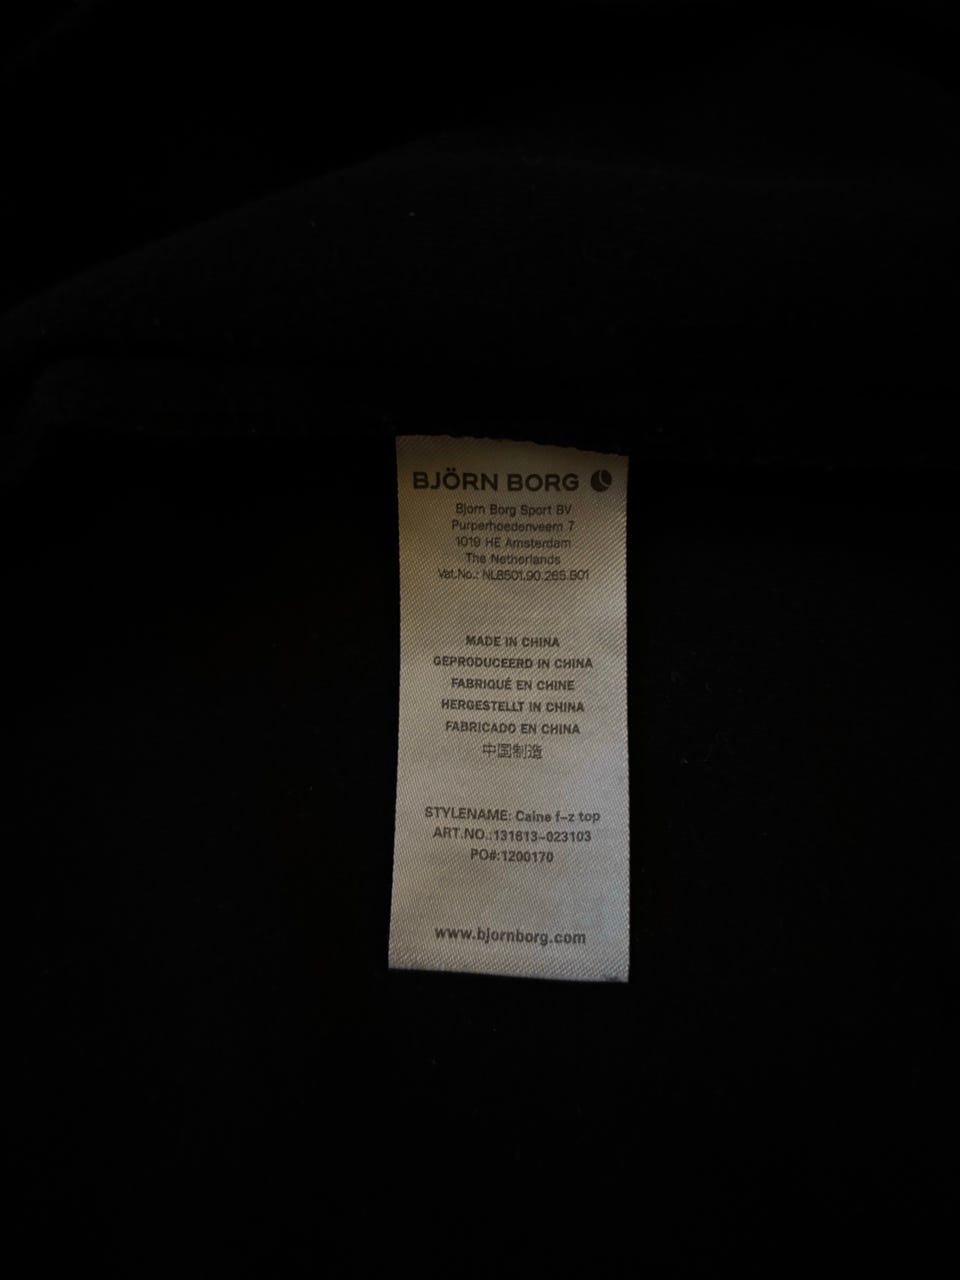 BJÖRN BORG
Bjorn Borg Sport BV
Purperhoedenveem 7
1019 HE Amsterdam
The Netherlands
Vat.No.: NL8501.90.265.B01
MADE IN CHINA
GEPRODUCEERD IN CHINA
FABRIQUÉ EN CHINE
HERGESTELLT IN CHINA
FABRICADO EN CHINA
中国制造
STYLENAME: Caine f-z top
ART.NO.:131613-023103
PO#:1200170
www.bjornborg.com